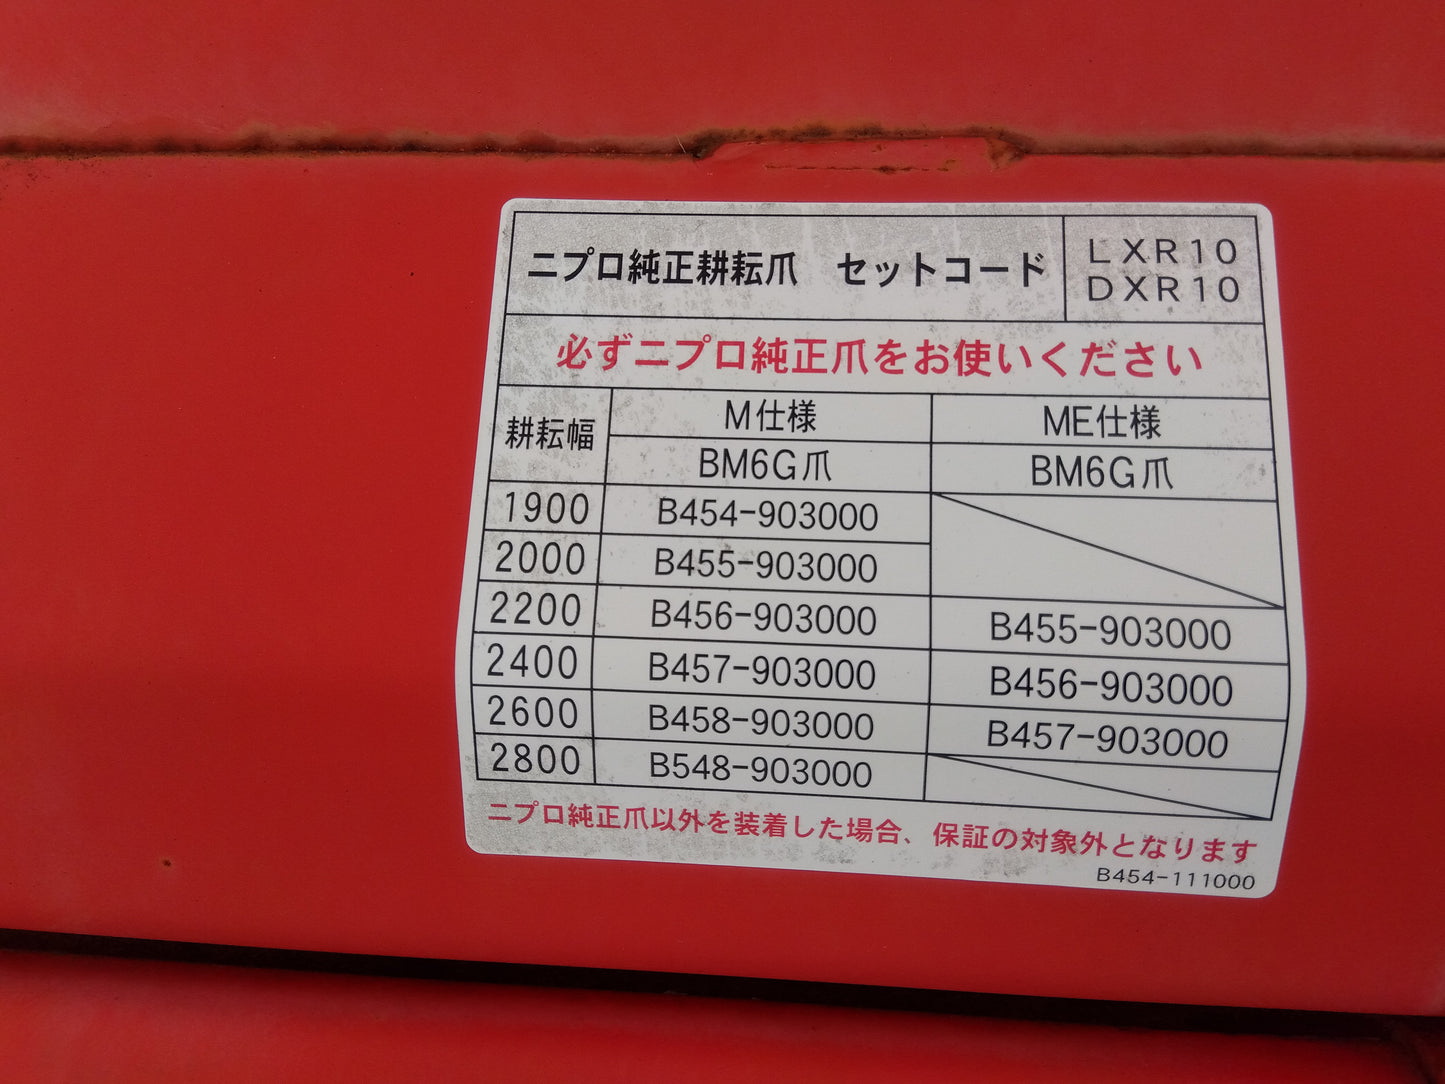 ニプロ純正耕耘爪　セットコード
LXR10
DXR10
必ずニプロ純正爪をお使いください
耕耘幅 M仕様 ME仕様
BM6G爪 BM6G爪
1900 B454-903000
2000 B455-903000
2200 B456-903000 B455-903000
2400 B457-903000 B456-903000
2600 B458-903000 B457-903000
2800 B548-903000
ニプロ純正爪以外を装着した場合、保証の対象外となります
B454-111000